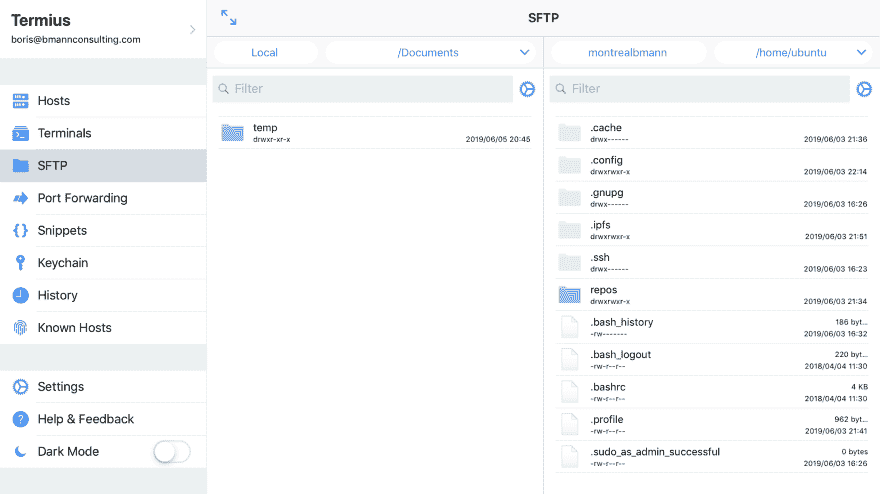 Termius
boris@bmannconsulting.com
Hosts
Terminals
SFTP
Port Forwarding
Snippets
Keychain
History
Known Hosts
Settings
Help & Feedback
Dark Mode
SFTP
Local
/Documents
Filter
temp
drwxr-xr-x 2019/06/05 20:45
montrealbmann
/home/ubuntu
Filter
.cache
drwx------ 2019/06/03 21:36
.config
drwxrwxr-x 2019/06/03 22:14
.gnupg
drwx------ 2019/06/03 16:26
.ipfs
drwxrwxr-x 2019/06/03 21:51
.ssh
drwx------ 2019/06/03 16:23
repos
drwxrwxr-x 2019/06/03 21:34
.bash_history 186 byt...
-rw------- 2019/06/03 16:32
.bash_logout 220 byt...
-rw-r--r-- 2018/04/04 11:30
.bashrc 4 KB
-rw-r--r-- 2018/04/04 11:30
.profile 962 byt...
-rw-r--r-- 2019/06/03 21:41
.sudo_as_admin_successful 0 bytes
-rw-r--r-- 2019/06/03 16:26